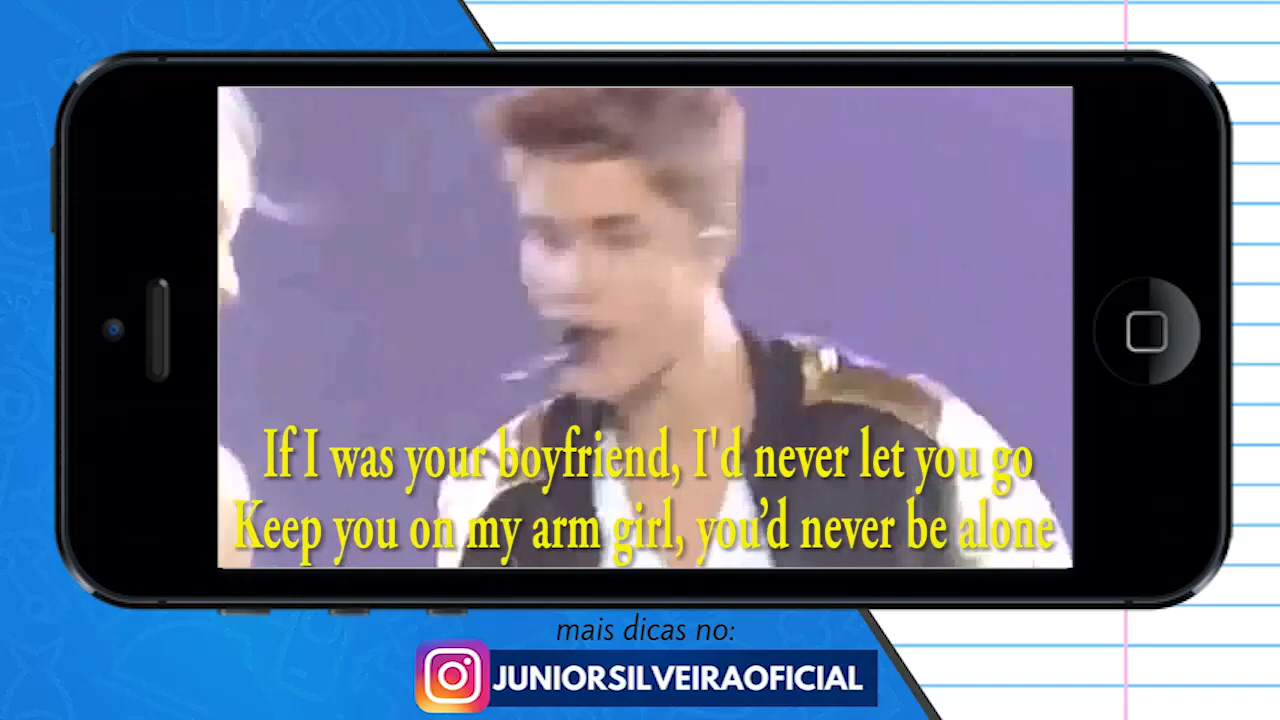 If I was your boyfriend, I'd never let you go
Keep you on my arm girl, you’d never be alone
mais dicas no:
JUNIORSILVEIRAOFICIAL